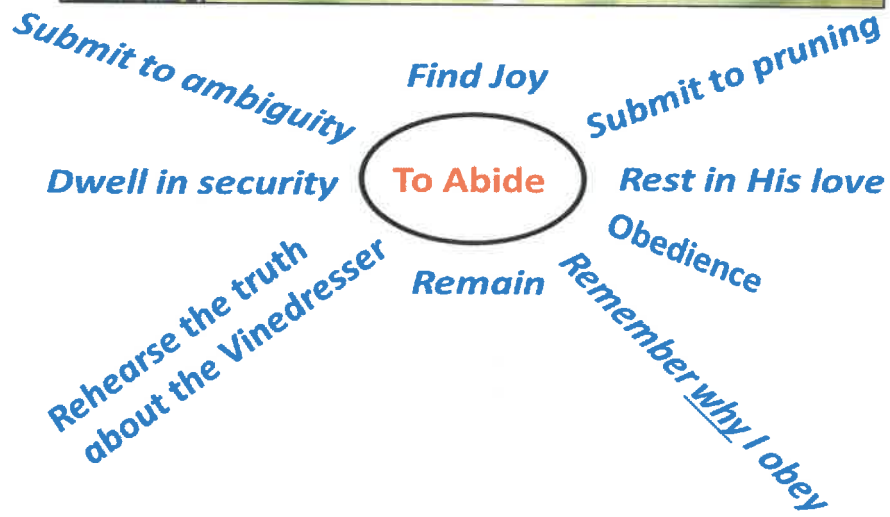 Submit to ambiguity
Find Joy
Submit to pruning
Dwell in security
To Abide
Rest in His love
Obedience
Remain
Rehearse the truth
about the Vinedresser
Remember why I obey